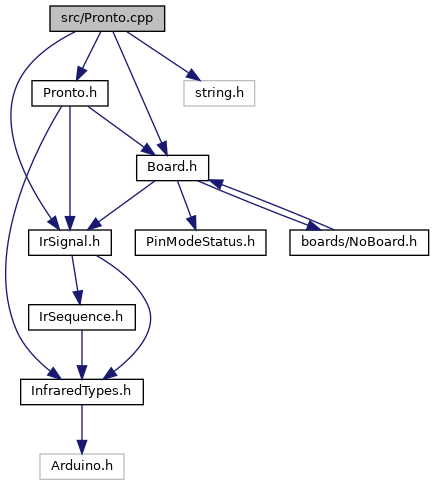 src/Pronto.cpp
Pronto.h
string.h
Board.h
IrSignal.h
PinModeStatus.h
boards/NoBoard.h
IrSequence.h
InfraredTypes.h
Arduino.h